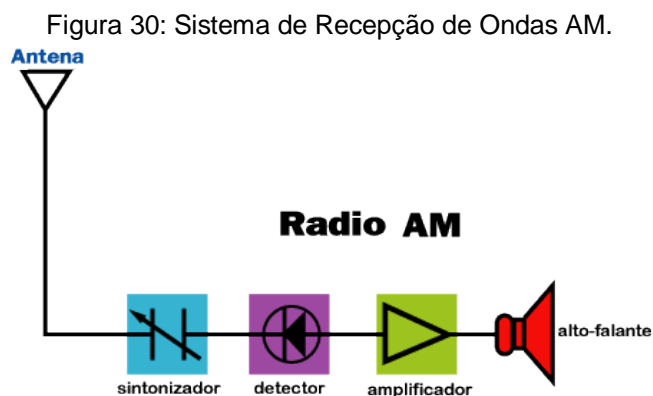 Figura 30: Sistema de Recepção de Ondas AM.
Antena
Radio AM
alto-falante
sintonizador detector amplificador